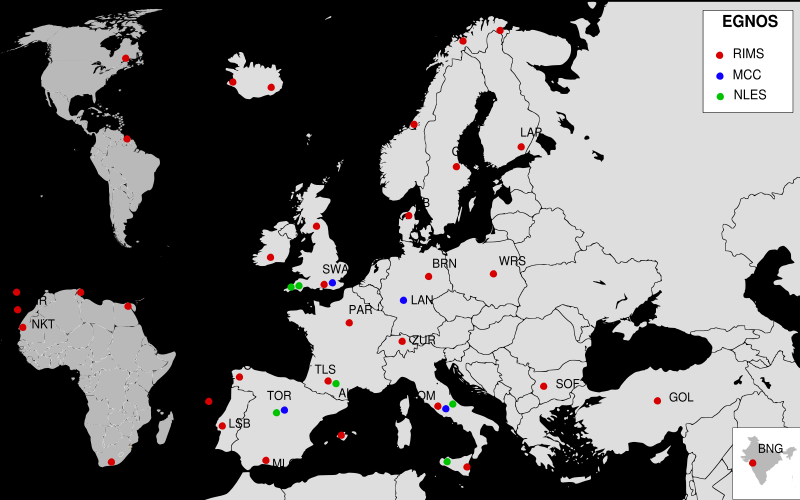 EGNOS
RIMS
MCC
NLES
LAP
SWA
BRN
WRS
LAN
NKT
PAR
ZUR
TLS
SOF
TOR
GOL
LSB
BNG